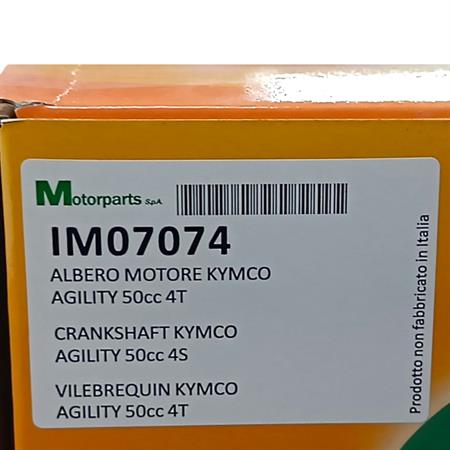 Motorparts S.p.A.
IM07074
ALBERO MOTORE KYMCO
AGILITY 50cc 4T
CRANKSHAFT KYMCO
AGILITY 50cc 4S
VILEBREQUIN KYMCO
AGILITY 50cc 4T
Prodotto non fabbricato in Italia